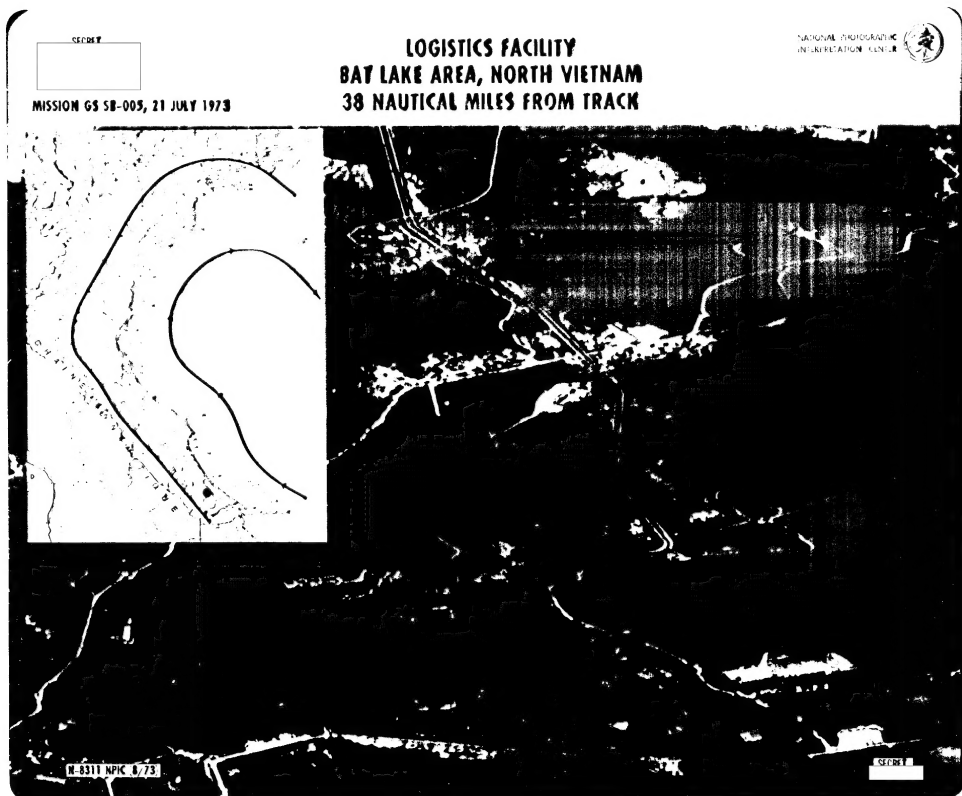 SECRET
NATIONAL PHOTOGRAPHIC
INTERPRETATION CENTER
LOGISTICS FACILITY
BAT LAKE AREA, NORTH VIETNAM
38 NAUTICAL MILES FROM TRACK
MISSION GS SB-005, 21 JULY 1973
N-8311 NPIC 8/73
SECRET